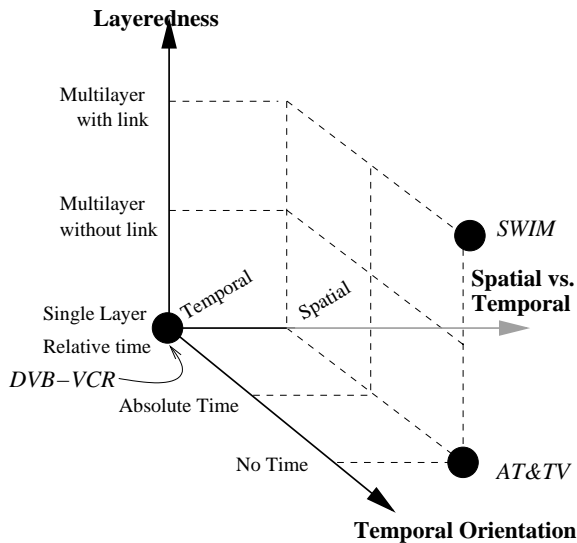 Layeredness
Multilayer
with link
Multilayer
without link
SWIM
Spatial vs.
Temporal
Temporal
Spatial
Single Layer
Relative time
DVB−VCR
Absolute Time
No Time
AT&TV
Temporal Orientation